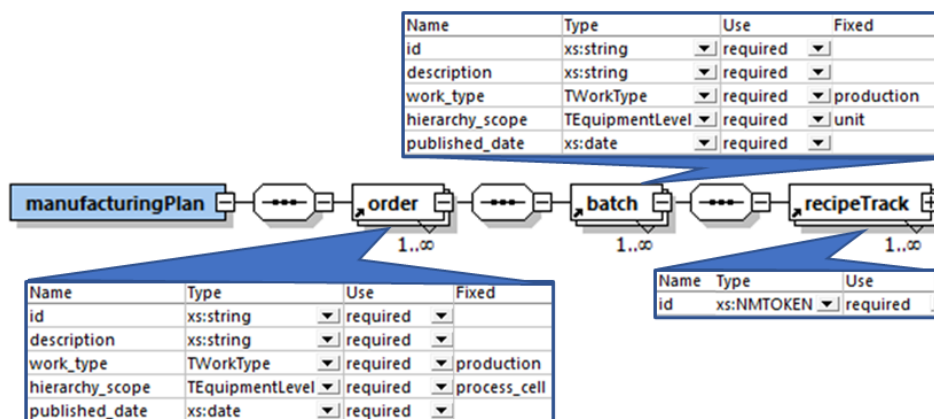 Name Type Use Fixed
id xs:string required
description xs:string required
work_type TWorkType required production
hierarchy_scope TEquipmentLevel required unit
published_date xs:date required
manufacturingPlan order batch recipeTrack
1..∞ 1..∞ 1..∞
Name Type Use Fixed
id xs:string required
description xs:string required
work_type TWorkType required production
hierarchy_scope TEquipmentLevel required process_cell
published_date xs:date required
Name Type Use
id xs:NMTOKEN required